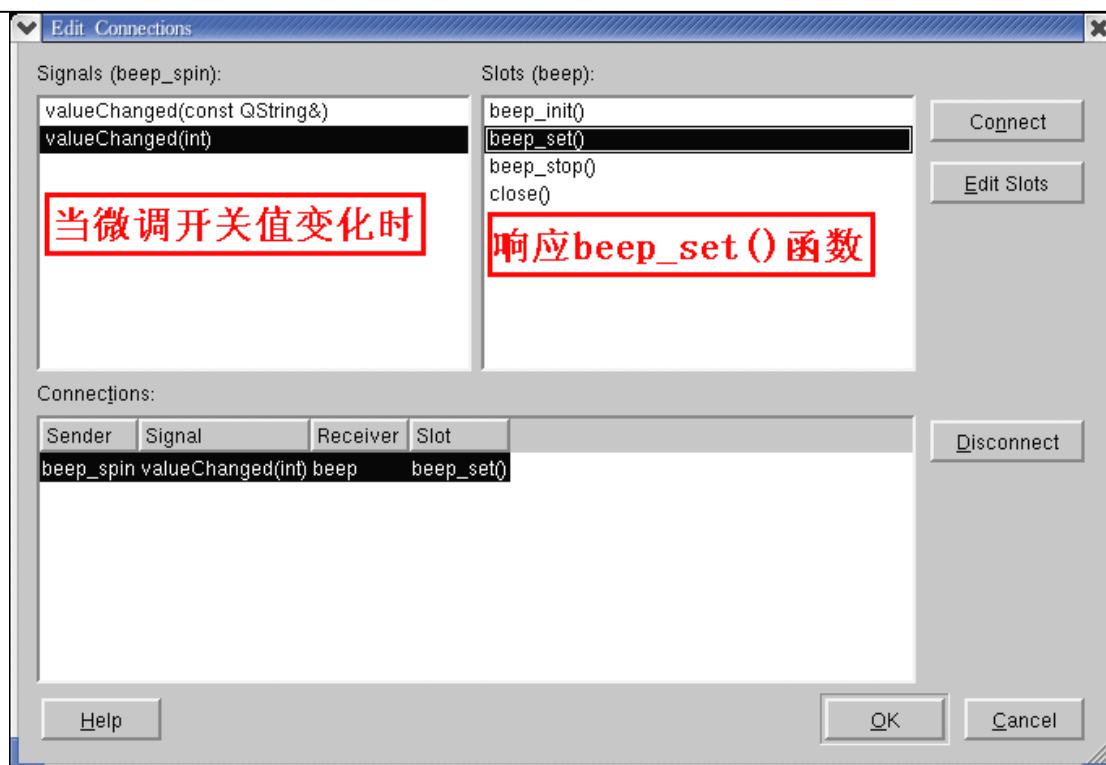 Edit Connections
Signals (beep_spin):
Slots (beep):
valueChanged(const QString&)
valueChanged(int)
beep_init()
beep_set()
beep_stop()
close()
当微调开关值变化时
响应beep_set()函数
Connect
Edit Slots
Connections:
Sender Signal Receiver Slot
beep_spin valueChanged(int) beep beep_set()
Disconnect
Help
OK
Cancel